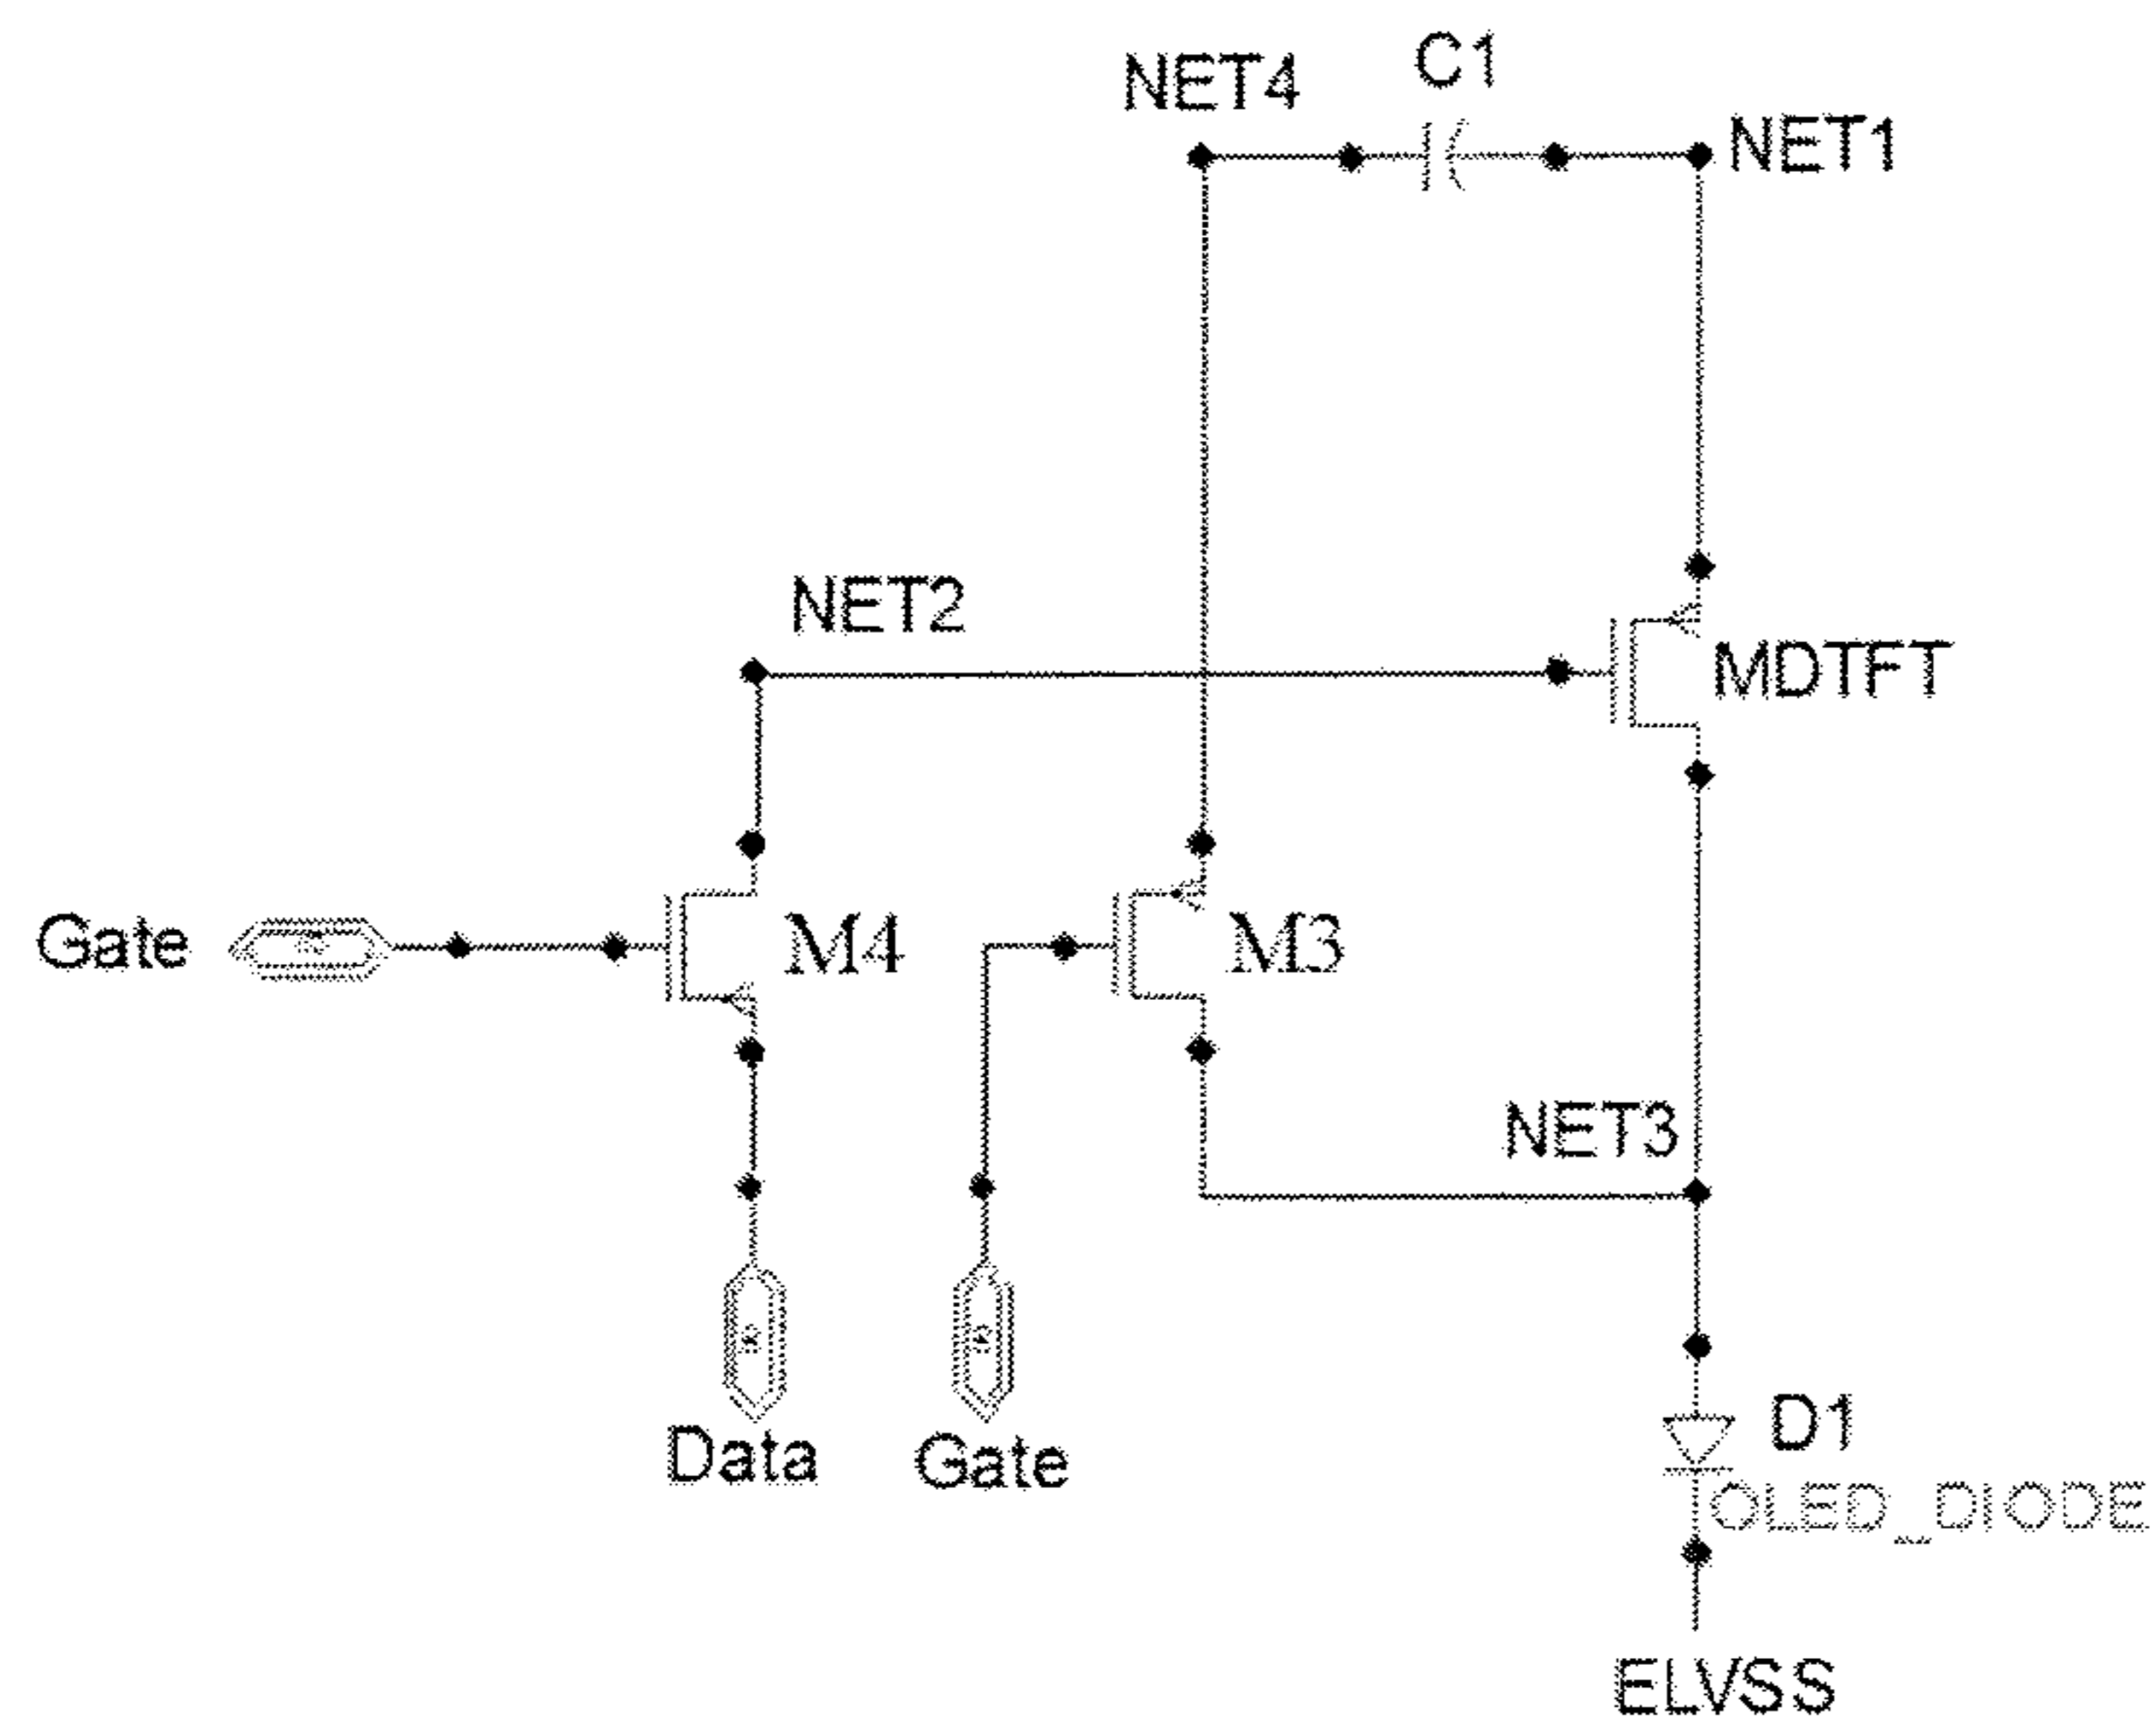 C1
NET4
NET1
NET2
MDTFT
Gate
M4
M3
NET3
D1
Data
Gate
OLED_DIODE
ELVSS